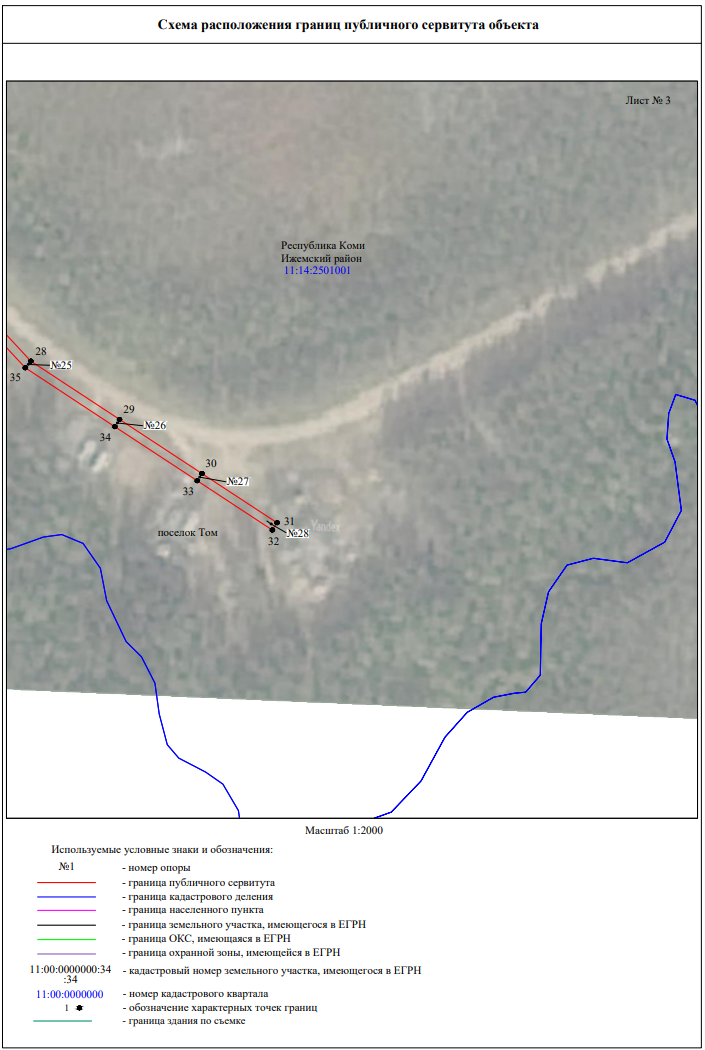 Схема расположения границ публичного сервитута объекта
Лист № 3
Республика Коми
Ижемский район
11:14:2501001
28
№25
35
29
№26
34
30
№27
33
31
Yandex
№28
32
поселок Том
Масштаб 1:2000
Используемые условные знаки и обозначения:
№1 - номер опоры
- граница публичного сервитута
- граница кадастрового деления
- граница населенного пункта
- граница земельного участка, имеющегося в ЕГРН
- граница ОКС, имеющаяся в ЕГРН
- граница охранной зоны, имеющейся в ЕГРН
11:00:0000000:34
:34
- кадастровый номер земельного участка, имеющегося в ЕГРН
11:00:0000000 - номер кадастрового квартала
1 - обозначение характерных точек границ
- граница здания по съемке